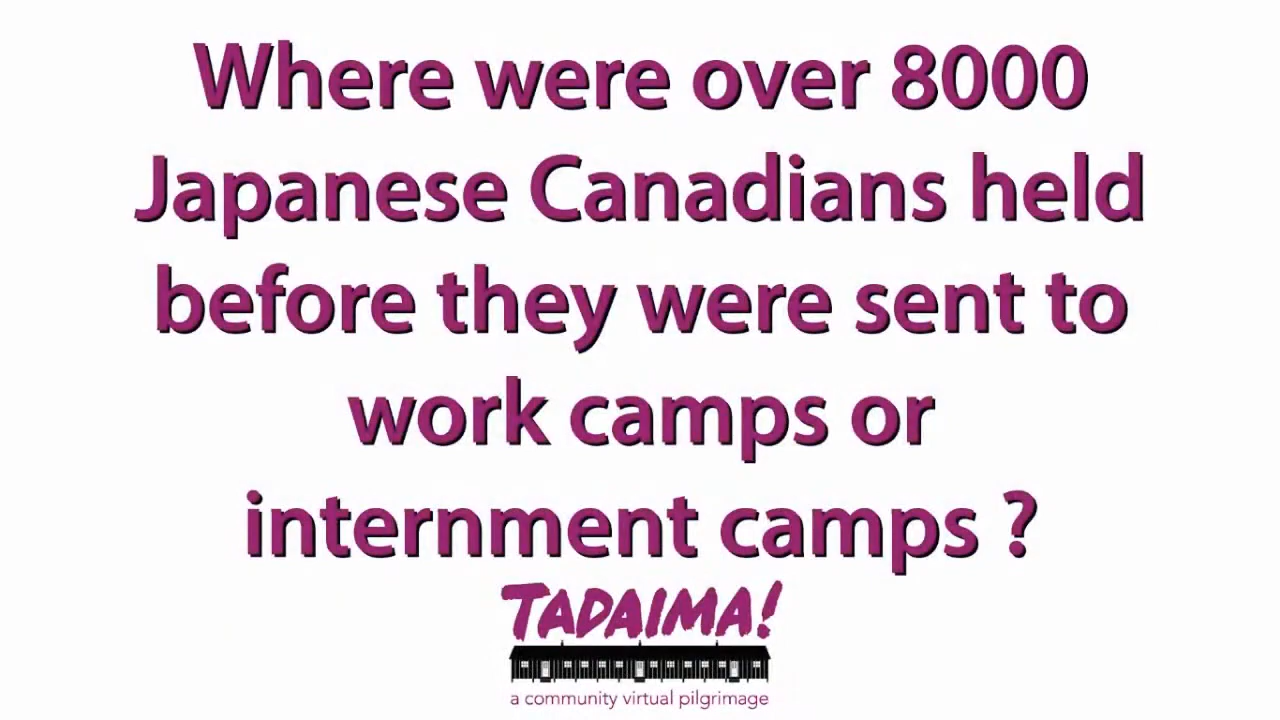 Where were over 8000
Japanese Canadians held
before they were sent to
work camps or
internment camps ?
TADAIMA!
a community virtual pilgrimage